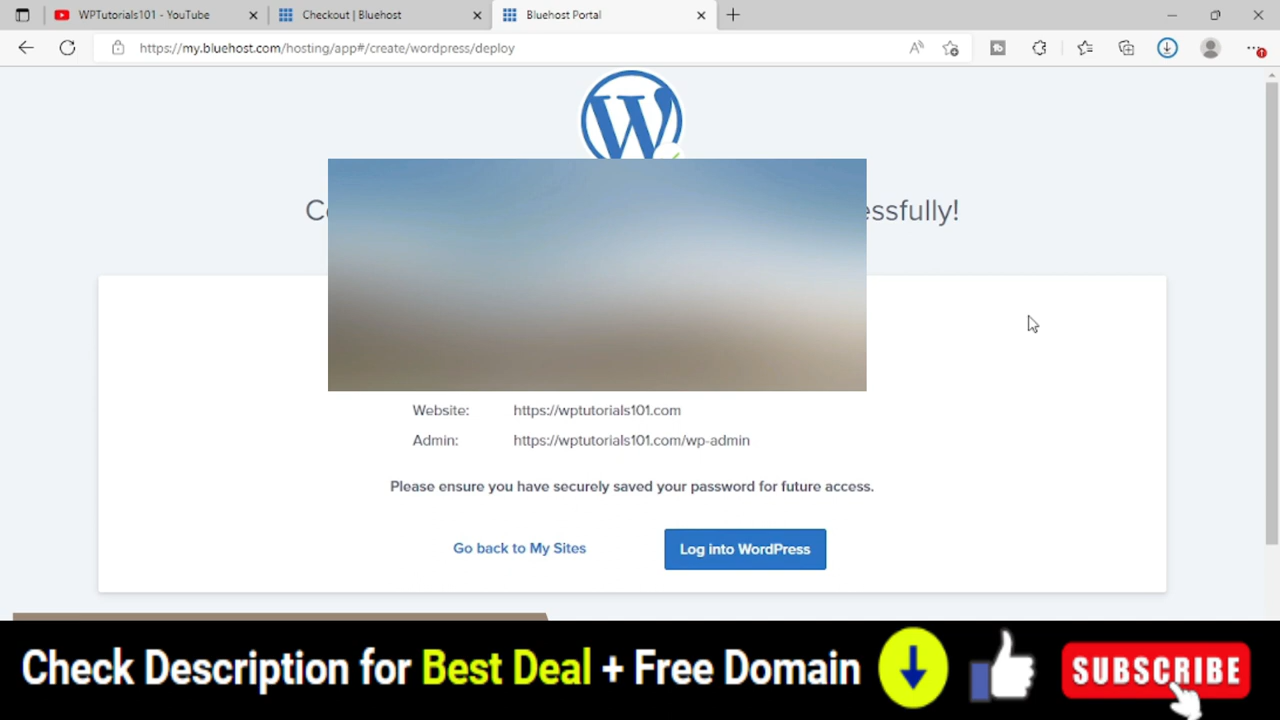 WPTutorials101 - YouTube
Checkout | Bluehost
Bluehost Portal
https://my.bluehost.com/hosting/app#/create/wordpress/deploy
W
essfully!
Website: https://wptutorials101.com
Admin: https://wptutorials101.com/wp-admin
Please ensure you have securely saved your password for future access.
Go back to My Sites
Log into WordPress
Check Description for Best Deal + Free Domain
SUBSCRIBE